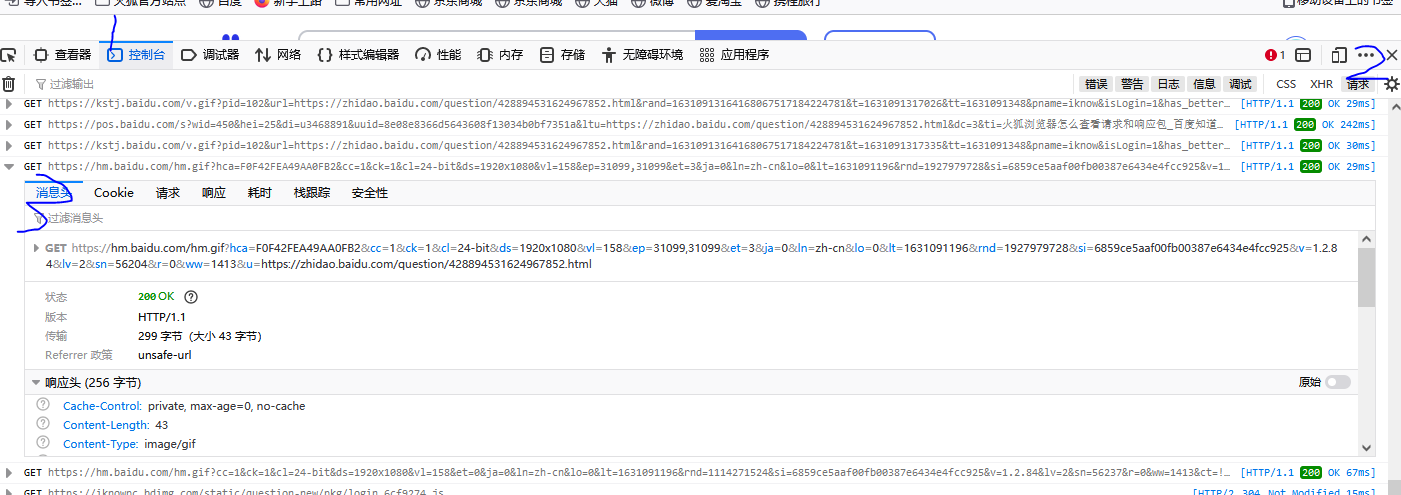 导入书签... 火狐官方站点 百度 新手上路 常用网址 京东商城 京东商城 天猫 微博 爱淘宝 携程旅行 移动设备上的书签
查看器 控制台 调试器 网络 {} 样式编辑器 性能 内存 存储 无障碍环境 应用程序 1
过滤输出 错误 警告 日志 信息 调试 CSS XHR 请求
GET https://kstj.baidu.com/v.gif?pid=102&url=https://zhidao.baidu.com/question/428894531624967852.html&rand=16310913164168067517184224781&t=1631091317026&tt=1631091348&pname=iknow&isLogin=1&has_better… [HTTP/1.1 200 OK 29ms]
GET https://pos.baidu.com/s?wid=450&hei=25&di=u3468891&uuid=8e08e8366d5643608f13034b0bf7351a&ltu=https://zhidao.baidu.com/question/428894531624967852.html&dc=3&ti=火狐浏览器怎么查看请求和响应包_百度知道… [HTTP/1.1 200 OK 242ms]
GET https://kstj.baidu.com/v.gif?pid=102&url=https://zhidao.baidu.com/question/428894531624967852.html&rand=16310913164168067517184224781&t=1631091317335&tt=1631091348&pname=iknow&isLogin=1&has_better… [HTTP/1.1 200 OK 30ms]
GET https://hm.baidu.com/hm.gif?hca=F0F42FEA49AA0FB2&cc=1&ck=1&cl=24-bit&ds=1920x1080&vl=158&ep=31099,31099&et=3&ja=0&ln=zh-cn&lo=0&lt=1631091196&rnd=1927979728&si=6859ce5aaf00fb00387e6434e4fcc925&v=1… [HTTP/1.1 200 OK 29ms]
消息头 Cookie 请求 响应 耗时 栈跟踪 安全性
过滤消息头
GET https://hm.baidu.com/hm.gif?hca=F0F42FEA49AA0FB2&cc=1&ck=1&cl=24-bit&ds=1920x1080&vl=158&ep=31099,31099&et=3&ja=0&ln=zh-cn&lo=0&lt=1631091196&rnd=1927979728&si=6859ce5aaf00fb00387e6434e4fcc925&v=1.2.8
4&lv=2&sn=56204&r=0&ww=1413&u=https://zhidao.baidu.com/question/428894531624967852.html
状态 200 OK
版本 HTTP/1.1
传输 299 字节（大小 43 字节）
Referrer 政策 unsafe-url
响应头 (256 字节) 原始
Cache-Control: private, max-age=0, no-cache
Content-Length: 43
Content-Type: image/gif
GET https://hm.baidu.com/hm.gif?cc=1&ck=1&cl=24-bit&ds=1920x1080&vl=158&et=0&ja=0&ln=zh-cn&lo=0&lt=1631091196&rnd=1114271524&si=6859ce5aaf00fb00387e6434e4fcc925&v=1.2.84&lv=2&sn=56237&r=0&ww=1413&ct=!… [HTTP/1.1 200 OK 67ms]
GET https://iknowpc.bdimg.com/static/question-new/pkg/login.6cf9274.js [HTTP/2 304 Not Modified 15ms]